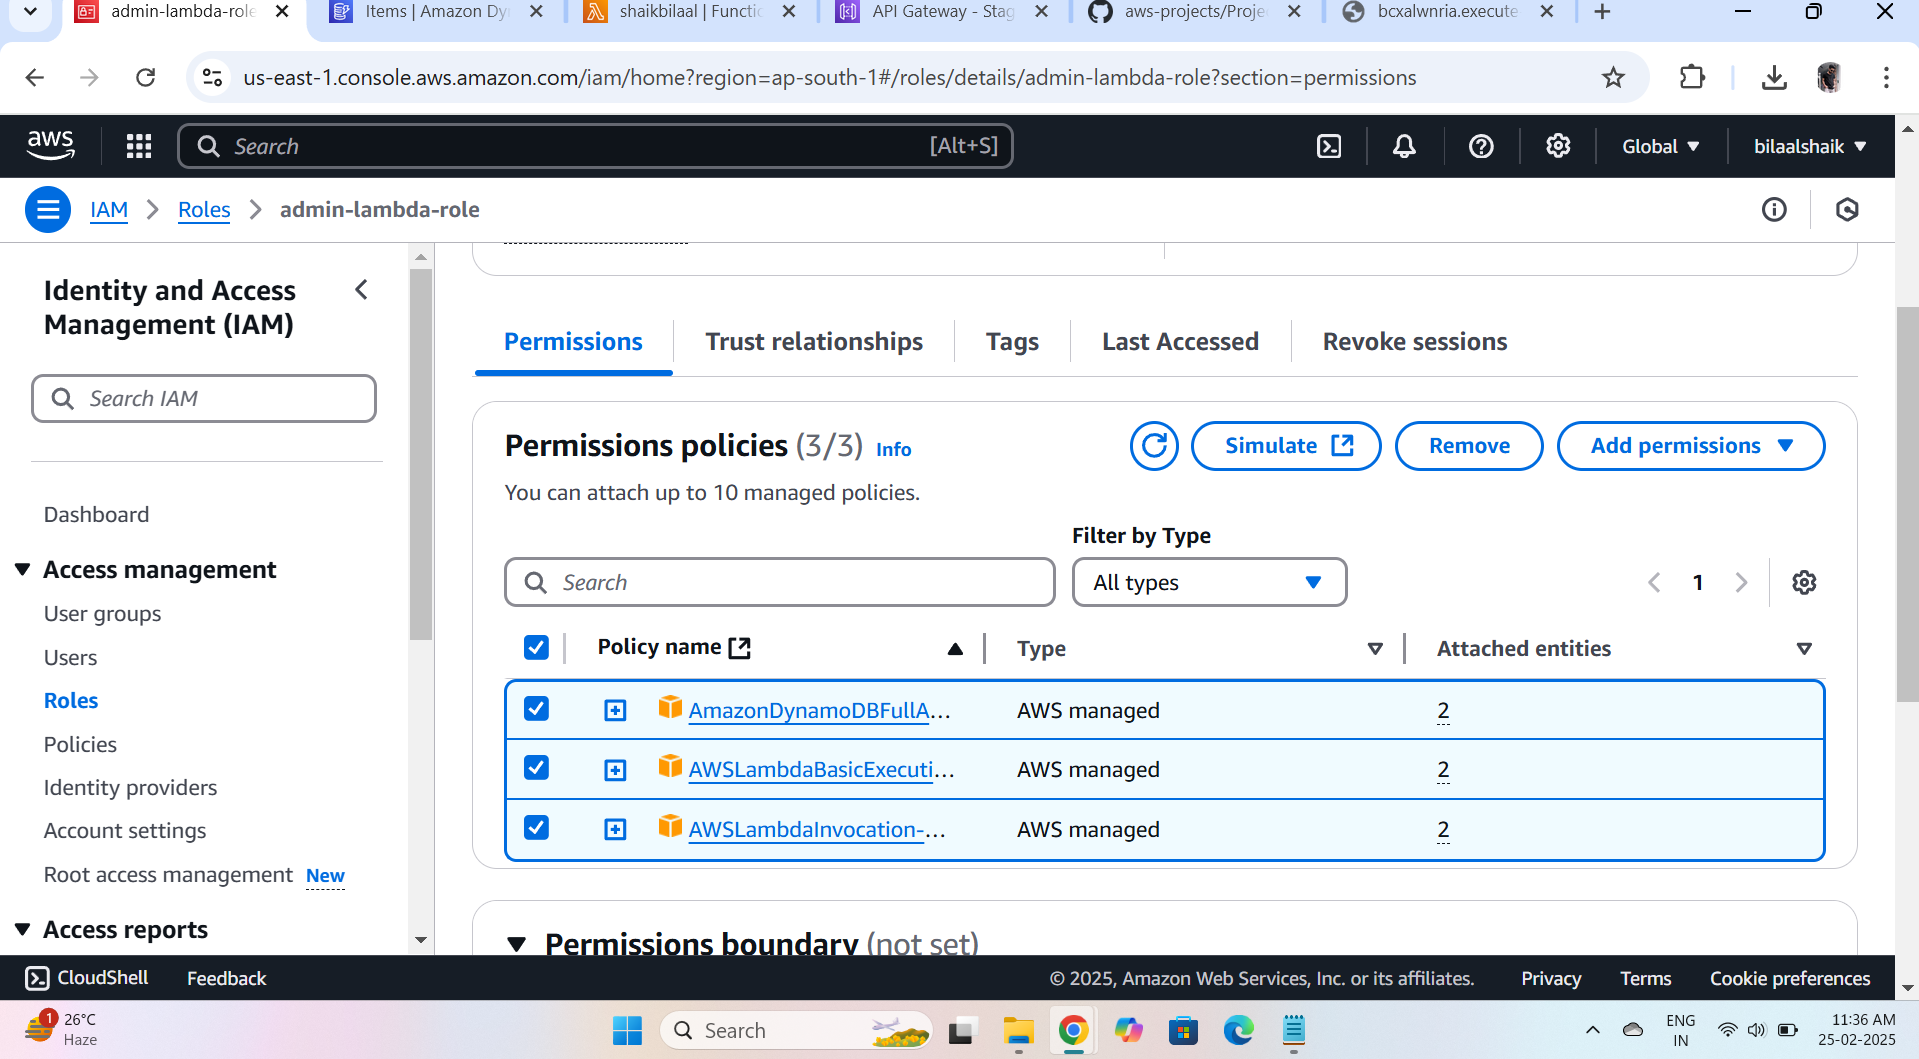 admin-lambda-role
Items | Amazon Dy
shaikbilaal | Functio
API Gateway - Stag
aws-projects/Proje
bcxalwnria.execute
us-east-1.console.aws.amazon.com/iam/home?region=ap-south-1#/roles/details/admin-lambda-role?section=permissions
aws
Search
[Alt+S]
Global
bilaalshaik
IAM
Roles
admin-lambda-role
Identity and Access
Management (IAM)
Search IAM
Dashboard
Access management
User groups
Users
Roles
Policies
Identity providers
Account settings
Root access management New
Access reports
Permissions
Trust relationships
Tags
Last Accessed
Revoke sessions
Permissions policies (3/3) Info
Simulate
Remove
Add permissions
You can attach up to 10 managed policies.
Filter by Type
Search
All types
1
Policy name
Type
Attached entities
AmazonDynamoDBFullA...
AWS managed
2
AWSLambdaBasicExecuti...
AWS managed
2
AWSLambdaInvocation-...
AWS managed
2
Permissions boundary (not set)
CloudShell
Feedback
© 2025, Amazon Web Services, Inc. or its affiliates.
Privacy
Terms
Cookie preferences
1
26°C
Haze
Search
ENG
IN
11:36 AM
25-02-2025